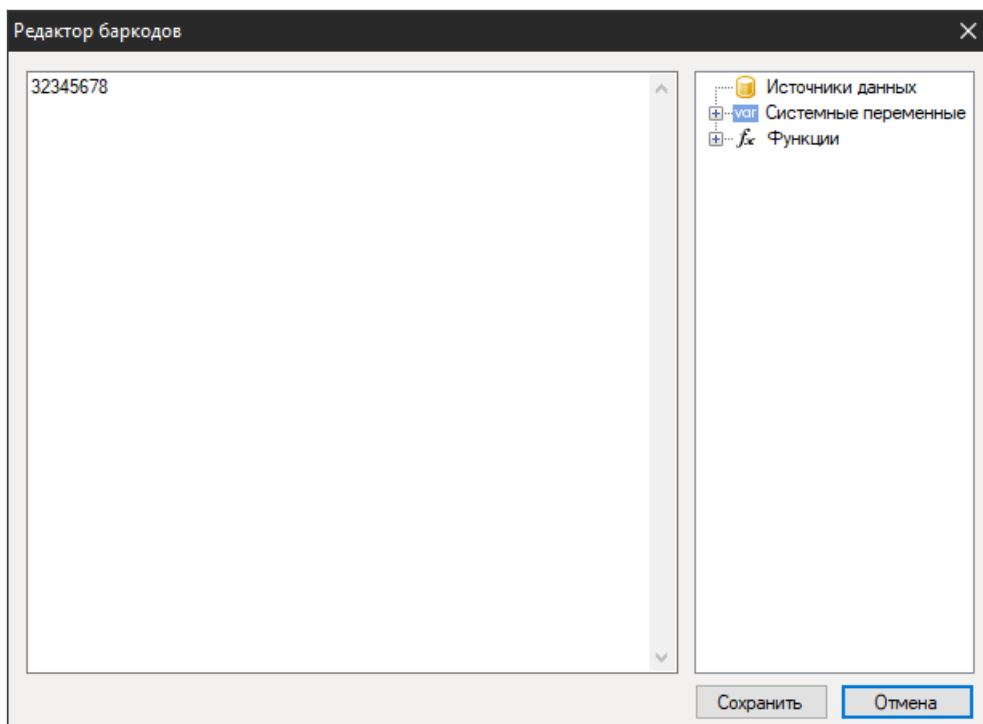 Редактор баркодов
32345678
Источники данных
var Системные переменные
fx Функции
Сохранить Отмена